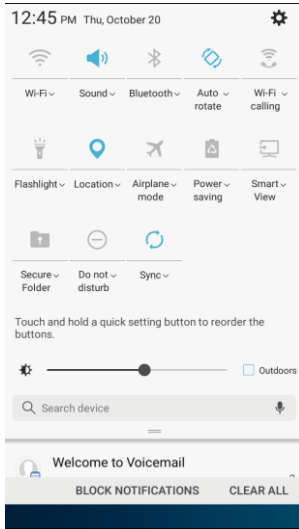 12:45 PM Thu, October 20
Wi-Fi Sound Bluetooth Auto rotate Wi-Fi calling
Flashlight Location Airplane mode Power saving Smart View
Secure Folder Do not disturb Sync
Touch and hold a quick setting button to reorder the
buttons.
Outdoors
Search device
Welcome to Voicemail
BLOCK NOTIFICATIONS CLEAR ALL